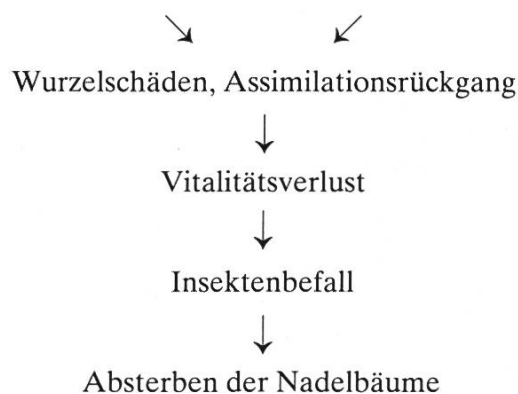 Wurzelschäden, Assimilationsrückgang
Vitalitätsverlust
Insektenbefall
Absterben der Nadelbäume